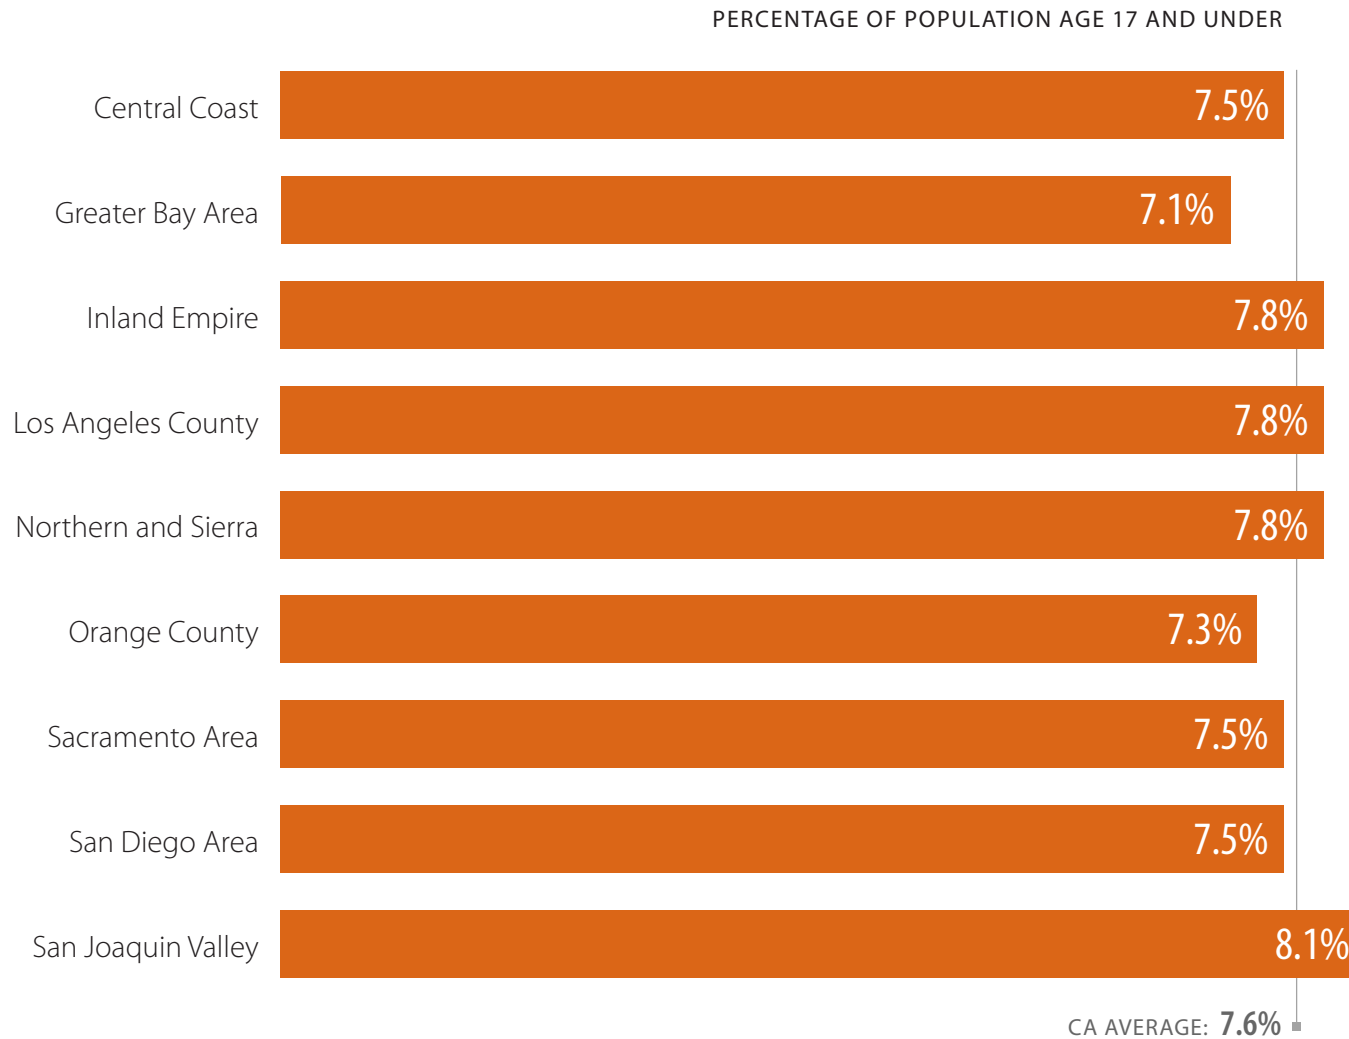 PERCENTAGE OF POPULATION AGE 17 AND UNDER
Central Coast 7.5%
Greater Bay Area 7.1%
Inland Empire 7.8%
Los Angeles County 7.8%
Northern and Sierra 7.8%
Orange County 7.3%
Sacramento Area 7.5%
San Diego Area 7.5%
San Joaquin Valley 8.1%
CA AVERAGE: 7.6%